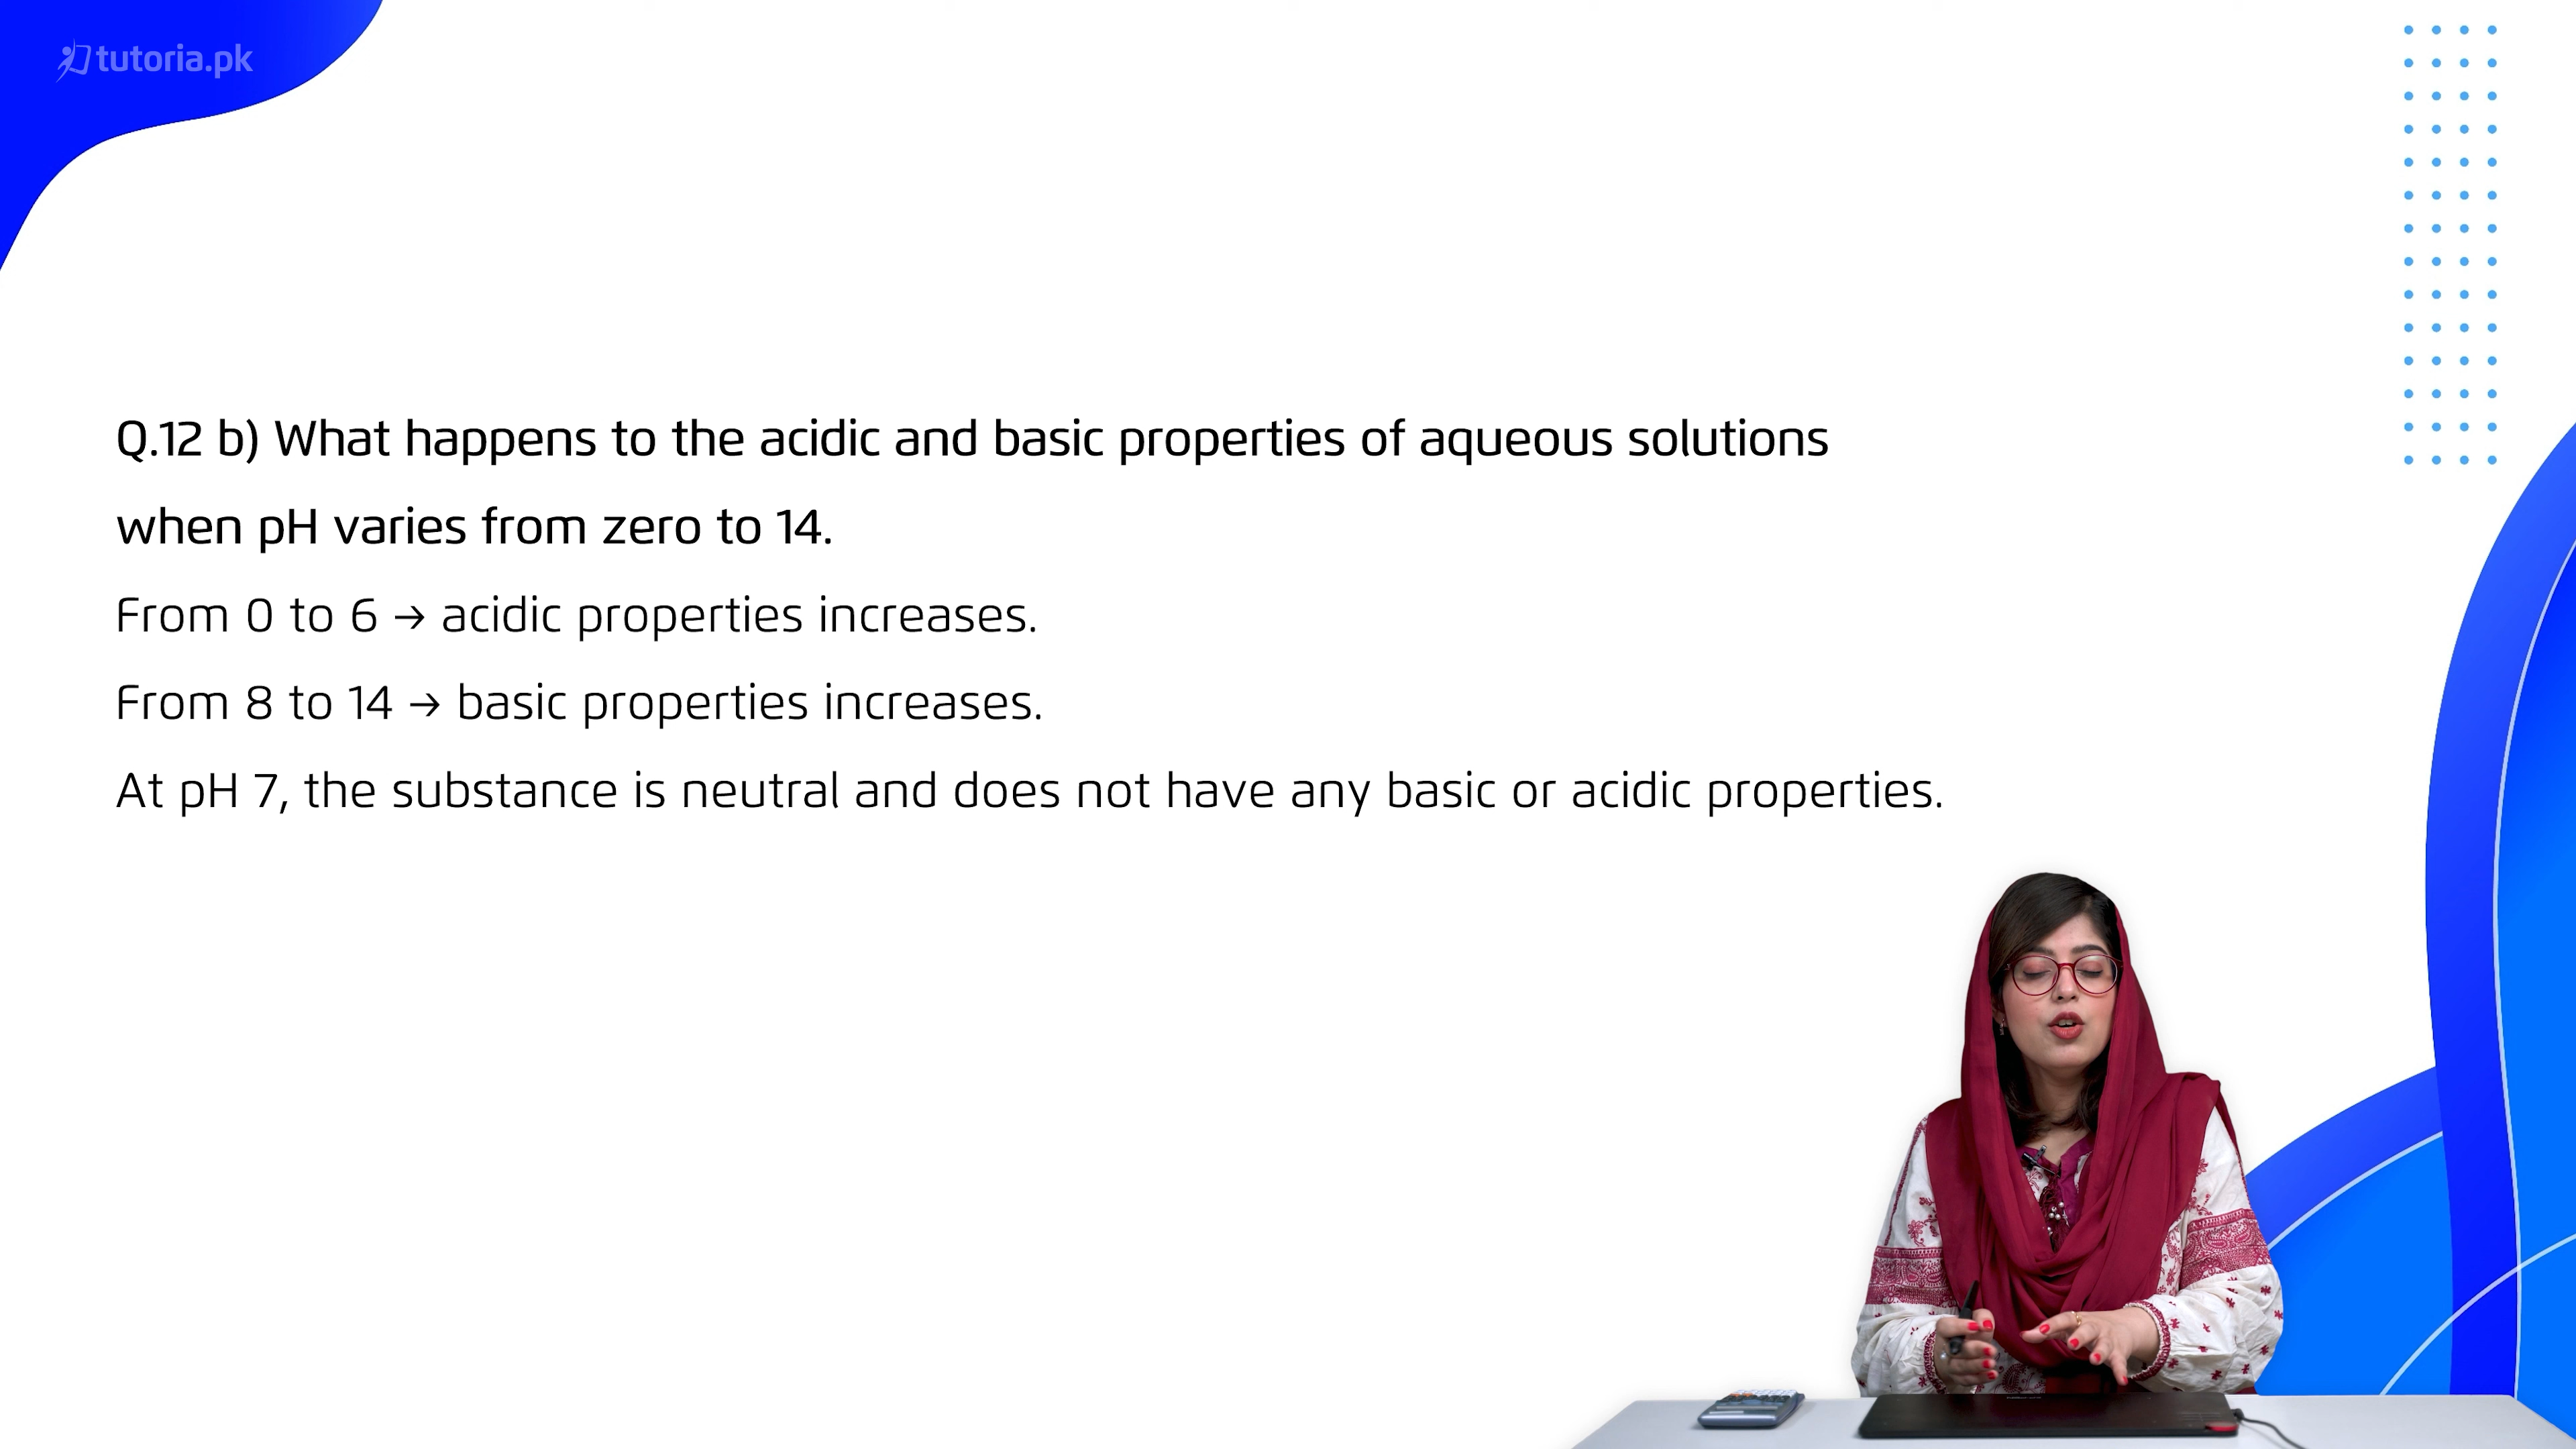 tutoria.pk
Q.12 b) What happens to the acidic and basic properties of aqueous solutions
when pH varies from zero to 14.
From 0 to 6 → acidic properties increases.
From 8 to 14 → basic properties increases.
At pH 7, the substance is neutral and does not have any basic or acidic properties.